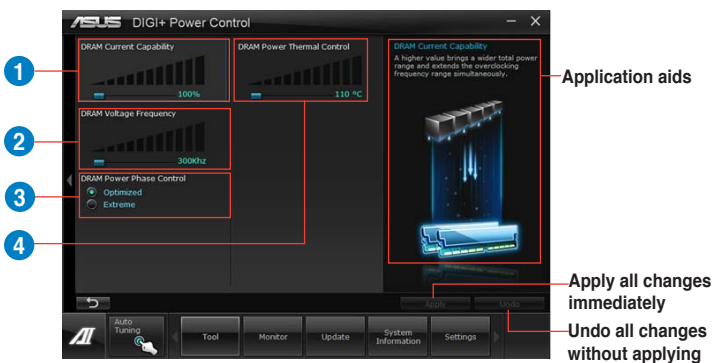 ASUS DIGI+ Power Control
1
DRAM Current Capability
100%
2
DRAM Voltage Frequency
300Khz
3
DRAM Power Phase Control
Optimized
Extreme
4
DRAM Power Thermal Control
110 ºC
DRAM Current Capability
A higher value brings a wider total power
range and extends the overclocking
frequency range simultaneously.
Application aids
Apply
Undo
Apply all changes
immediately
Undo all changes
without applying
Auto
Tuning
Tool
Monitor
Update
System
Information
Settings